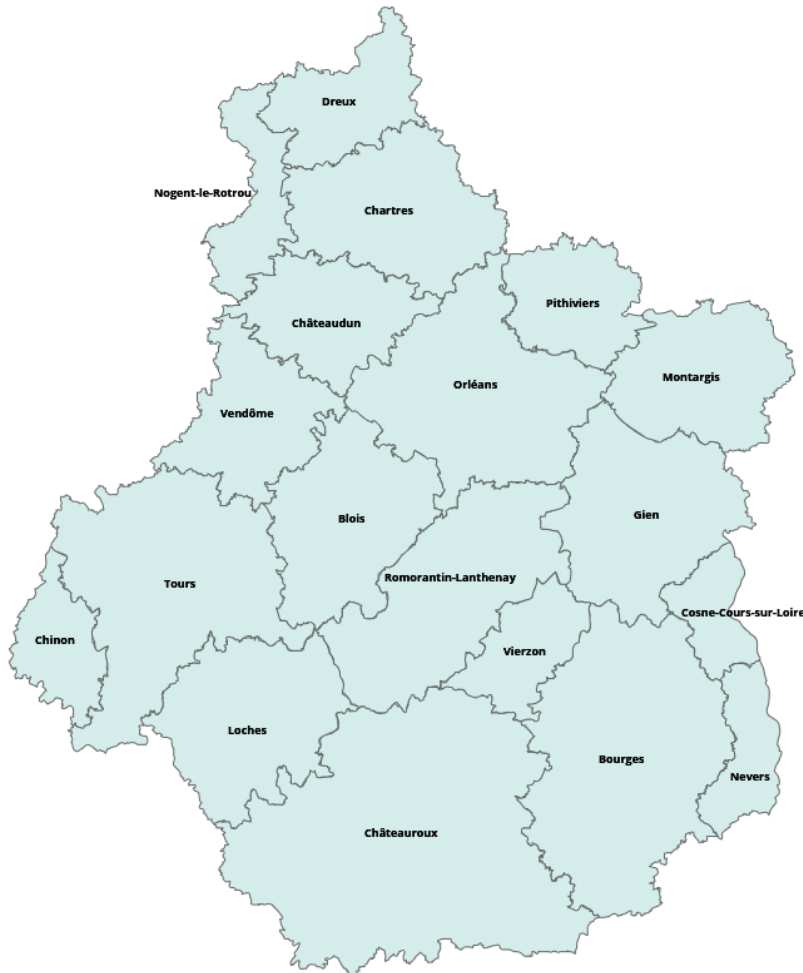 Dreux
Nogent-le-Rotrou
Chartres
Pithiviers
Châteaudun
Montargis
Orléans
Vendôme
Gien
Blois
Romorantin-Lanthenay
Tours
Cosne-Cours-sur-Loire
Chinon
Vierzon
Loches
Bourges
Nevers
Châteauroux